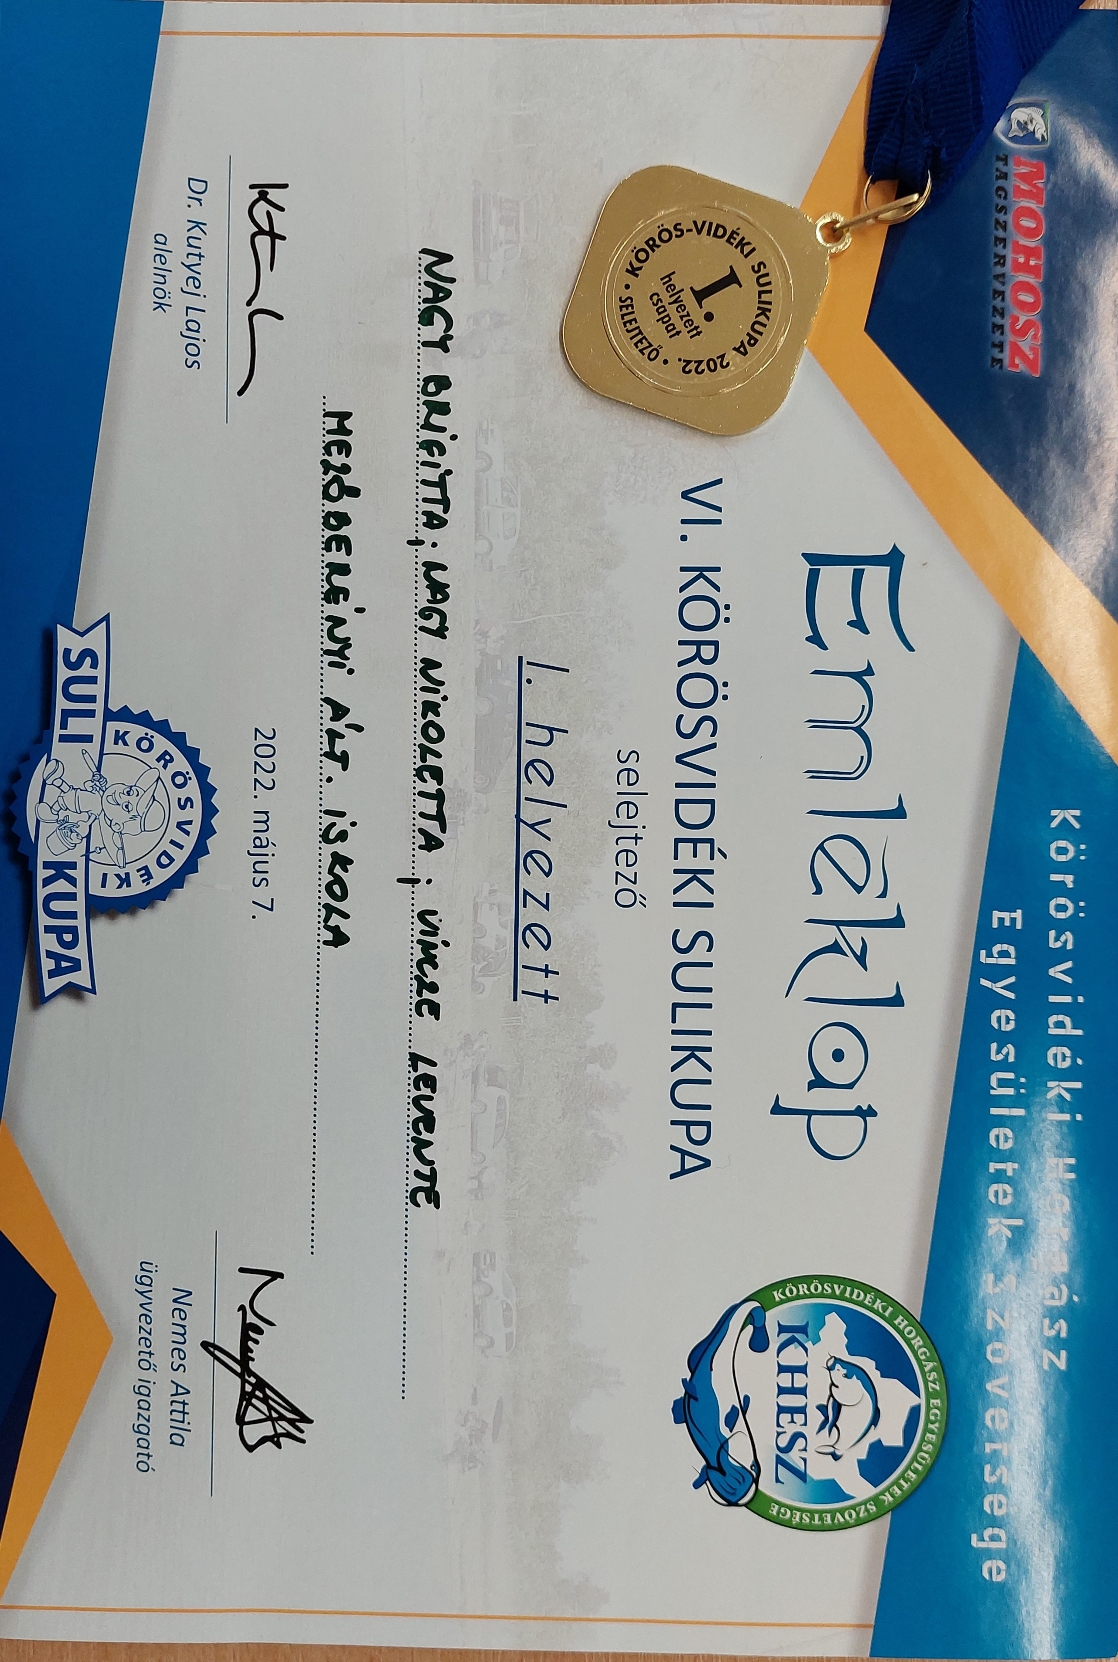 MOHOSZ
TAGSZERVEZETE
Körösvidéki Horgász
Egyesületek Szövetsége
KÖRÖS-VIDÉKI SULIKUPA 2022.
I.
helyezett
csapat
• SELEJTEZŐ •
Emléklap
KÖRÖSVIDÉKI HORGÁSZ EGYESÜLETEK SZÖVETSÉGE
KHESZ
VI. KÖRÖSVIDÉKI SULIKUPA
selejtező
I. helyezett
NAGY BRIGITTA; NAGY NIKOLETTA; VINCZE LEVENTE
MEZŐBERÉNYI ÁLT. ISKOLA
2022. május 7.
Dr. Kutyej Lajos
alelnök
KÖRÖSVIDÉKI
SULI KUPA
Nemes Attila
ügyvezető igazgató